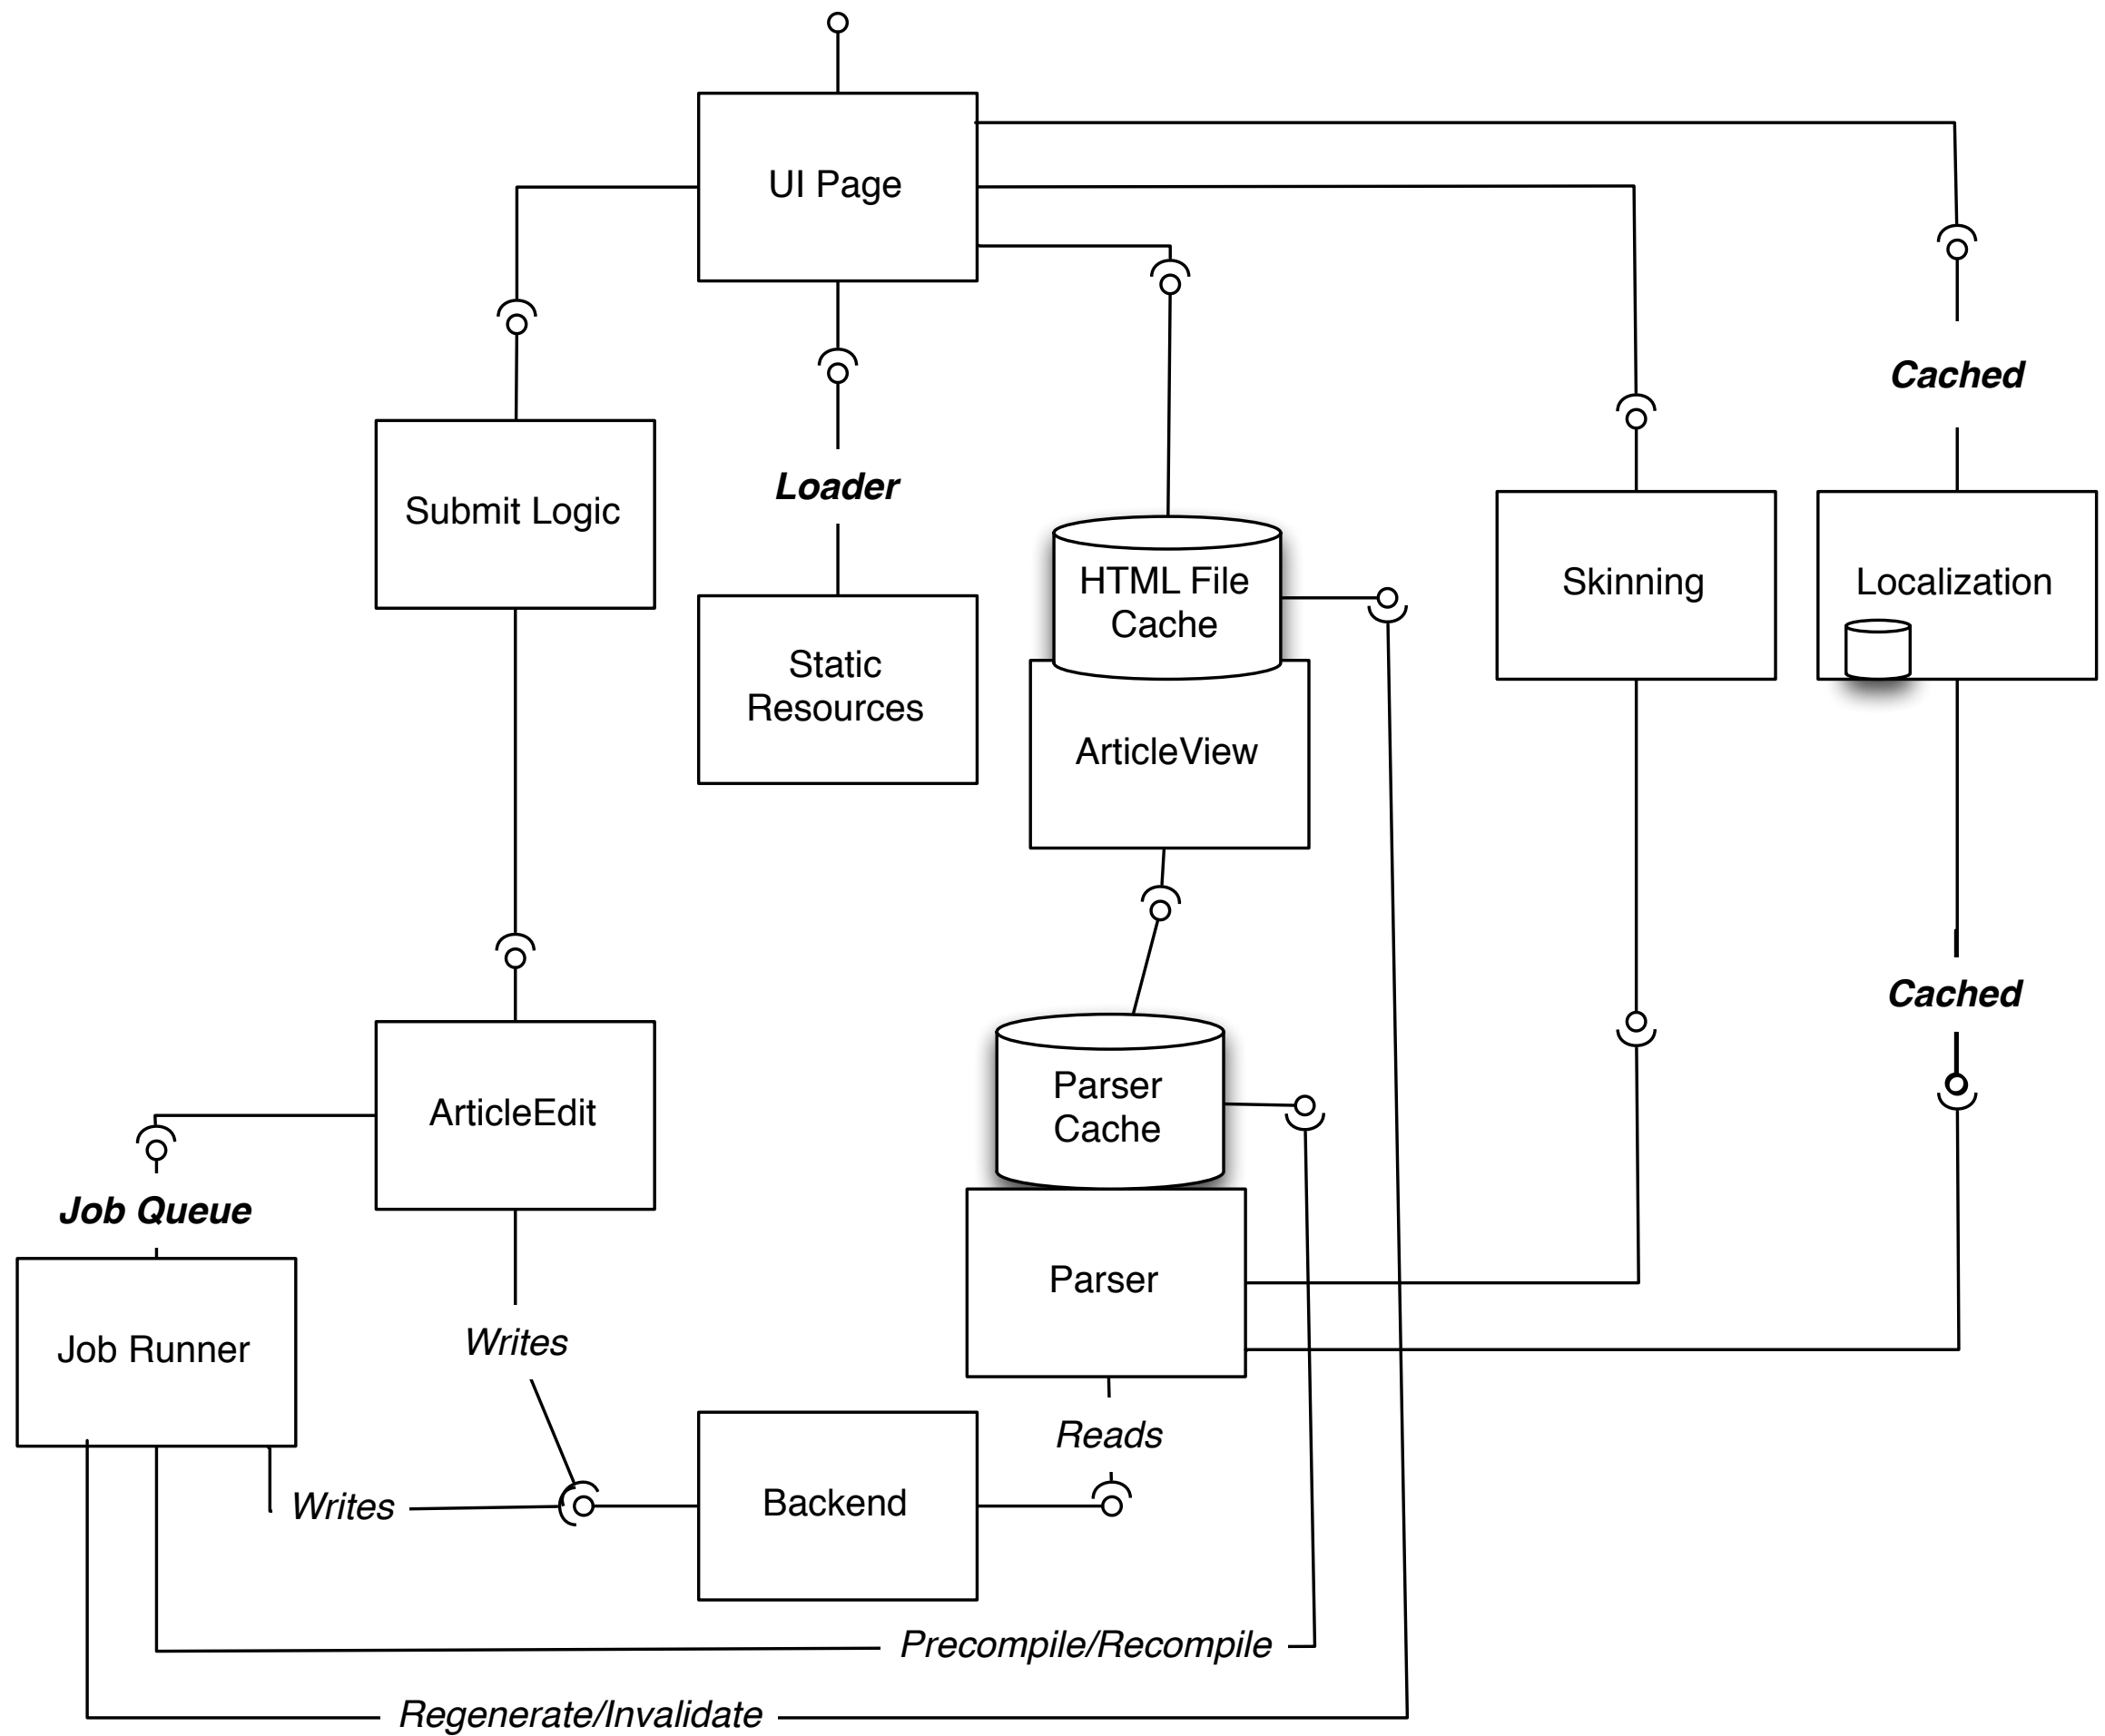 UI Page
Cached
Loader
Submit Logic
HTML File
Cache
Skinning
Localization
Static
Resources
ArticleView
Cached
Parser
Cache
ArticleEdit
Job Queue
Parser
Job Runner
Writes
Reads
Writes
Backend
Precompile/Recompile
Regenerate/Invalidate